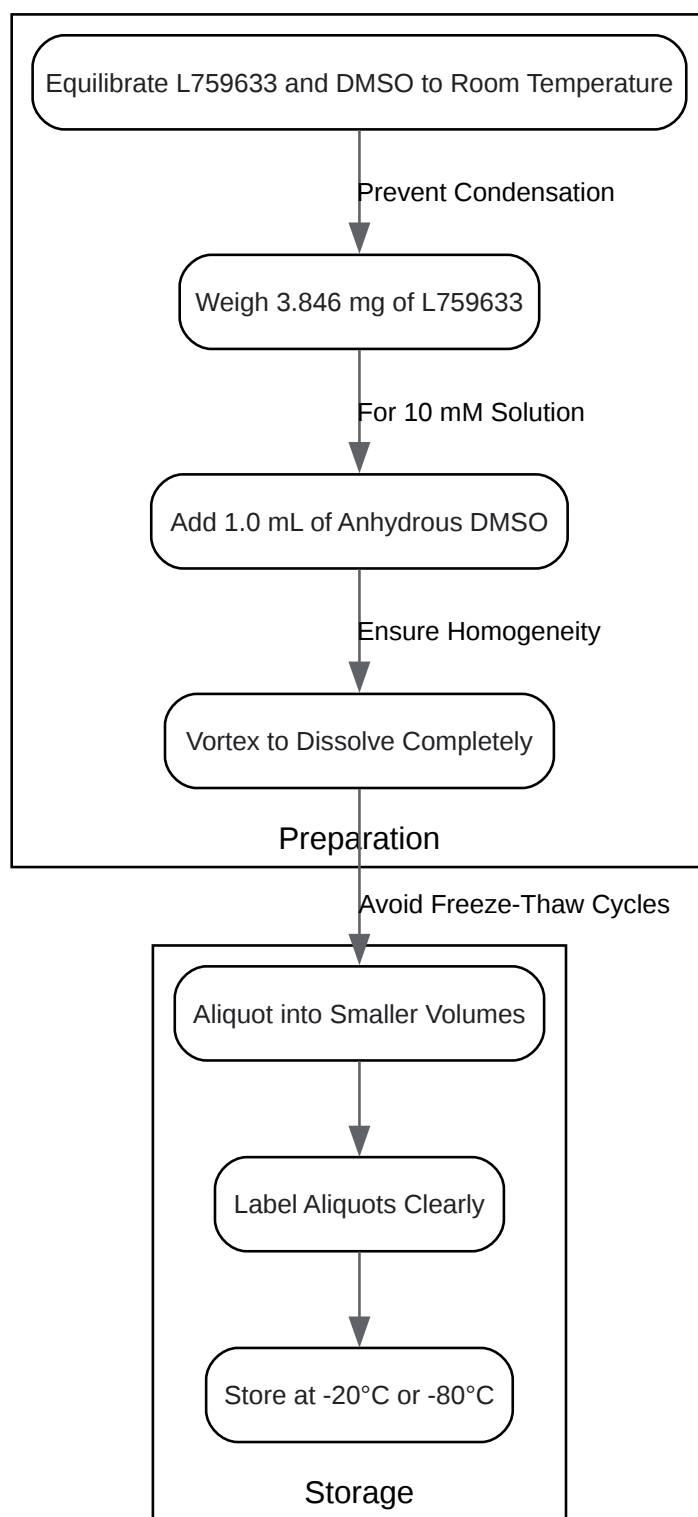 Equilibrate L759633 and DMSO to Room Temperature
Prevent Condensation
Weigh 3.846 mg of L759633
For 10 mM Solution
Add 1.0 mL of Anhydrous DMSO
Ensure Homogeneity
Vortex to Dissolve Completely
Preparation
Avoid Freeze-Thaw Cycles
Aliquot into Smaller Volumes
Label Aliquots Clearly
Store at -20°C or -80°C
Storage